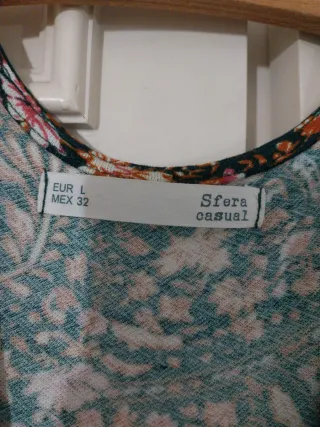 EUR L
MEX 32
Sfera
casual